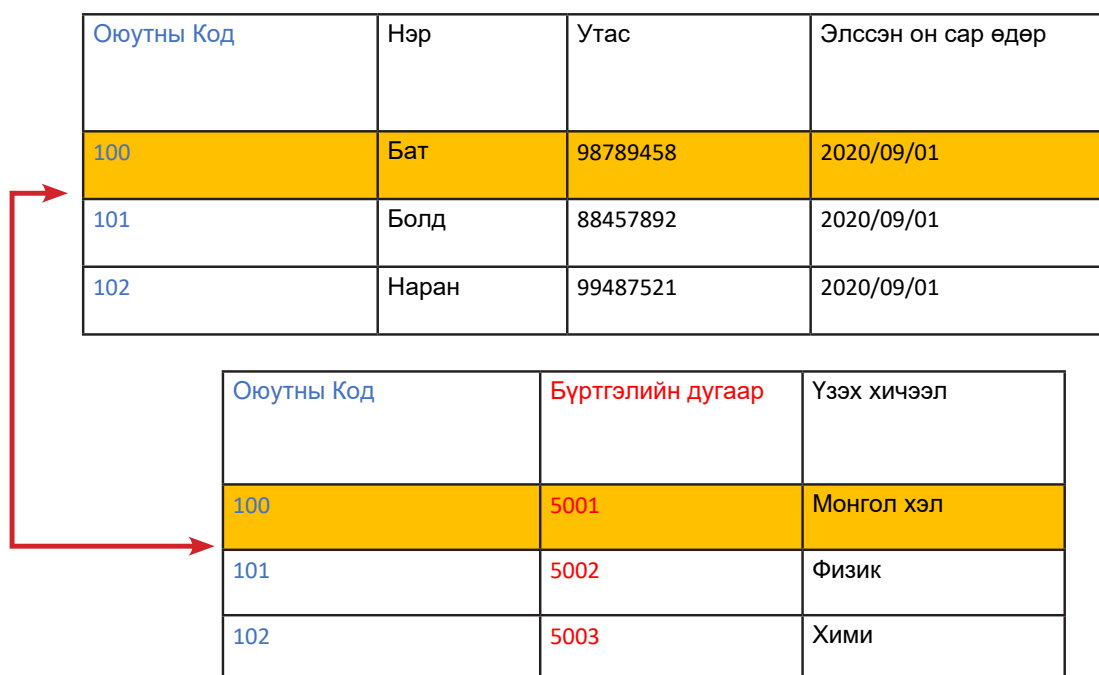 Оюутны Код Нэр Утас Элссэн он сар өдөр
100 Бат 98789458 2020/09/01
101 Болд 88457892 2020/09/01
102 Наран 99487521 2020/09/01
Оюутны Код Бүртгэлийн дугаар Үзэх хичээл
100 5001 Монгол хэл
101 5002 Физик
102 5003 Хими